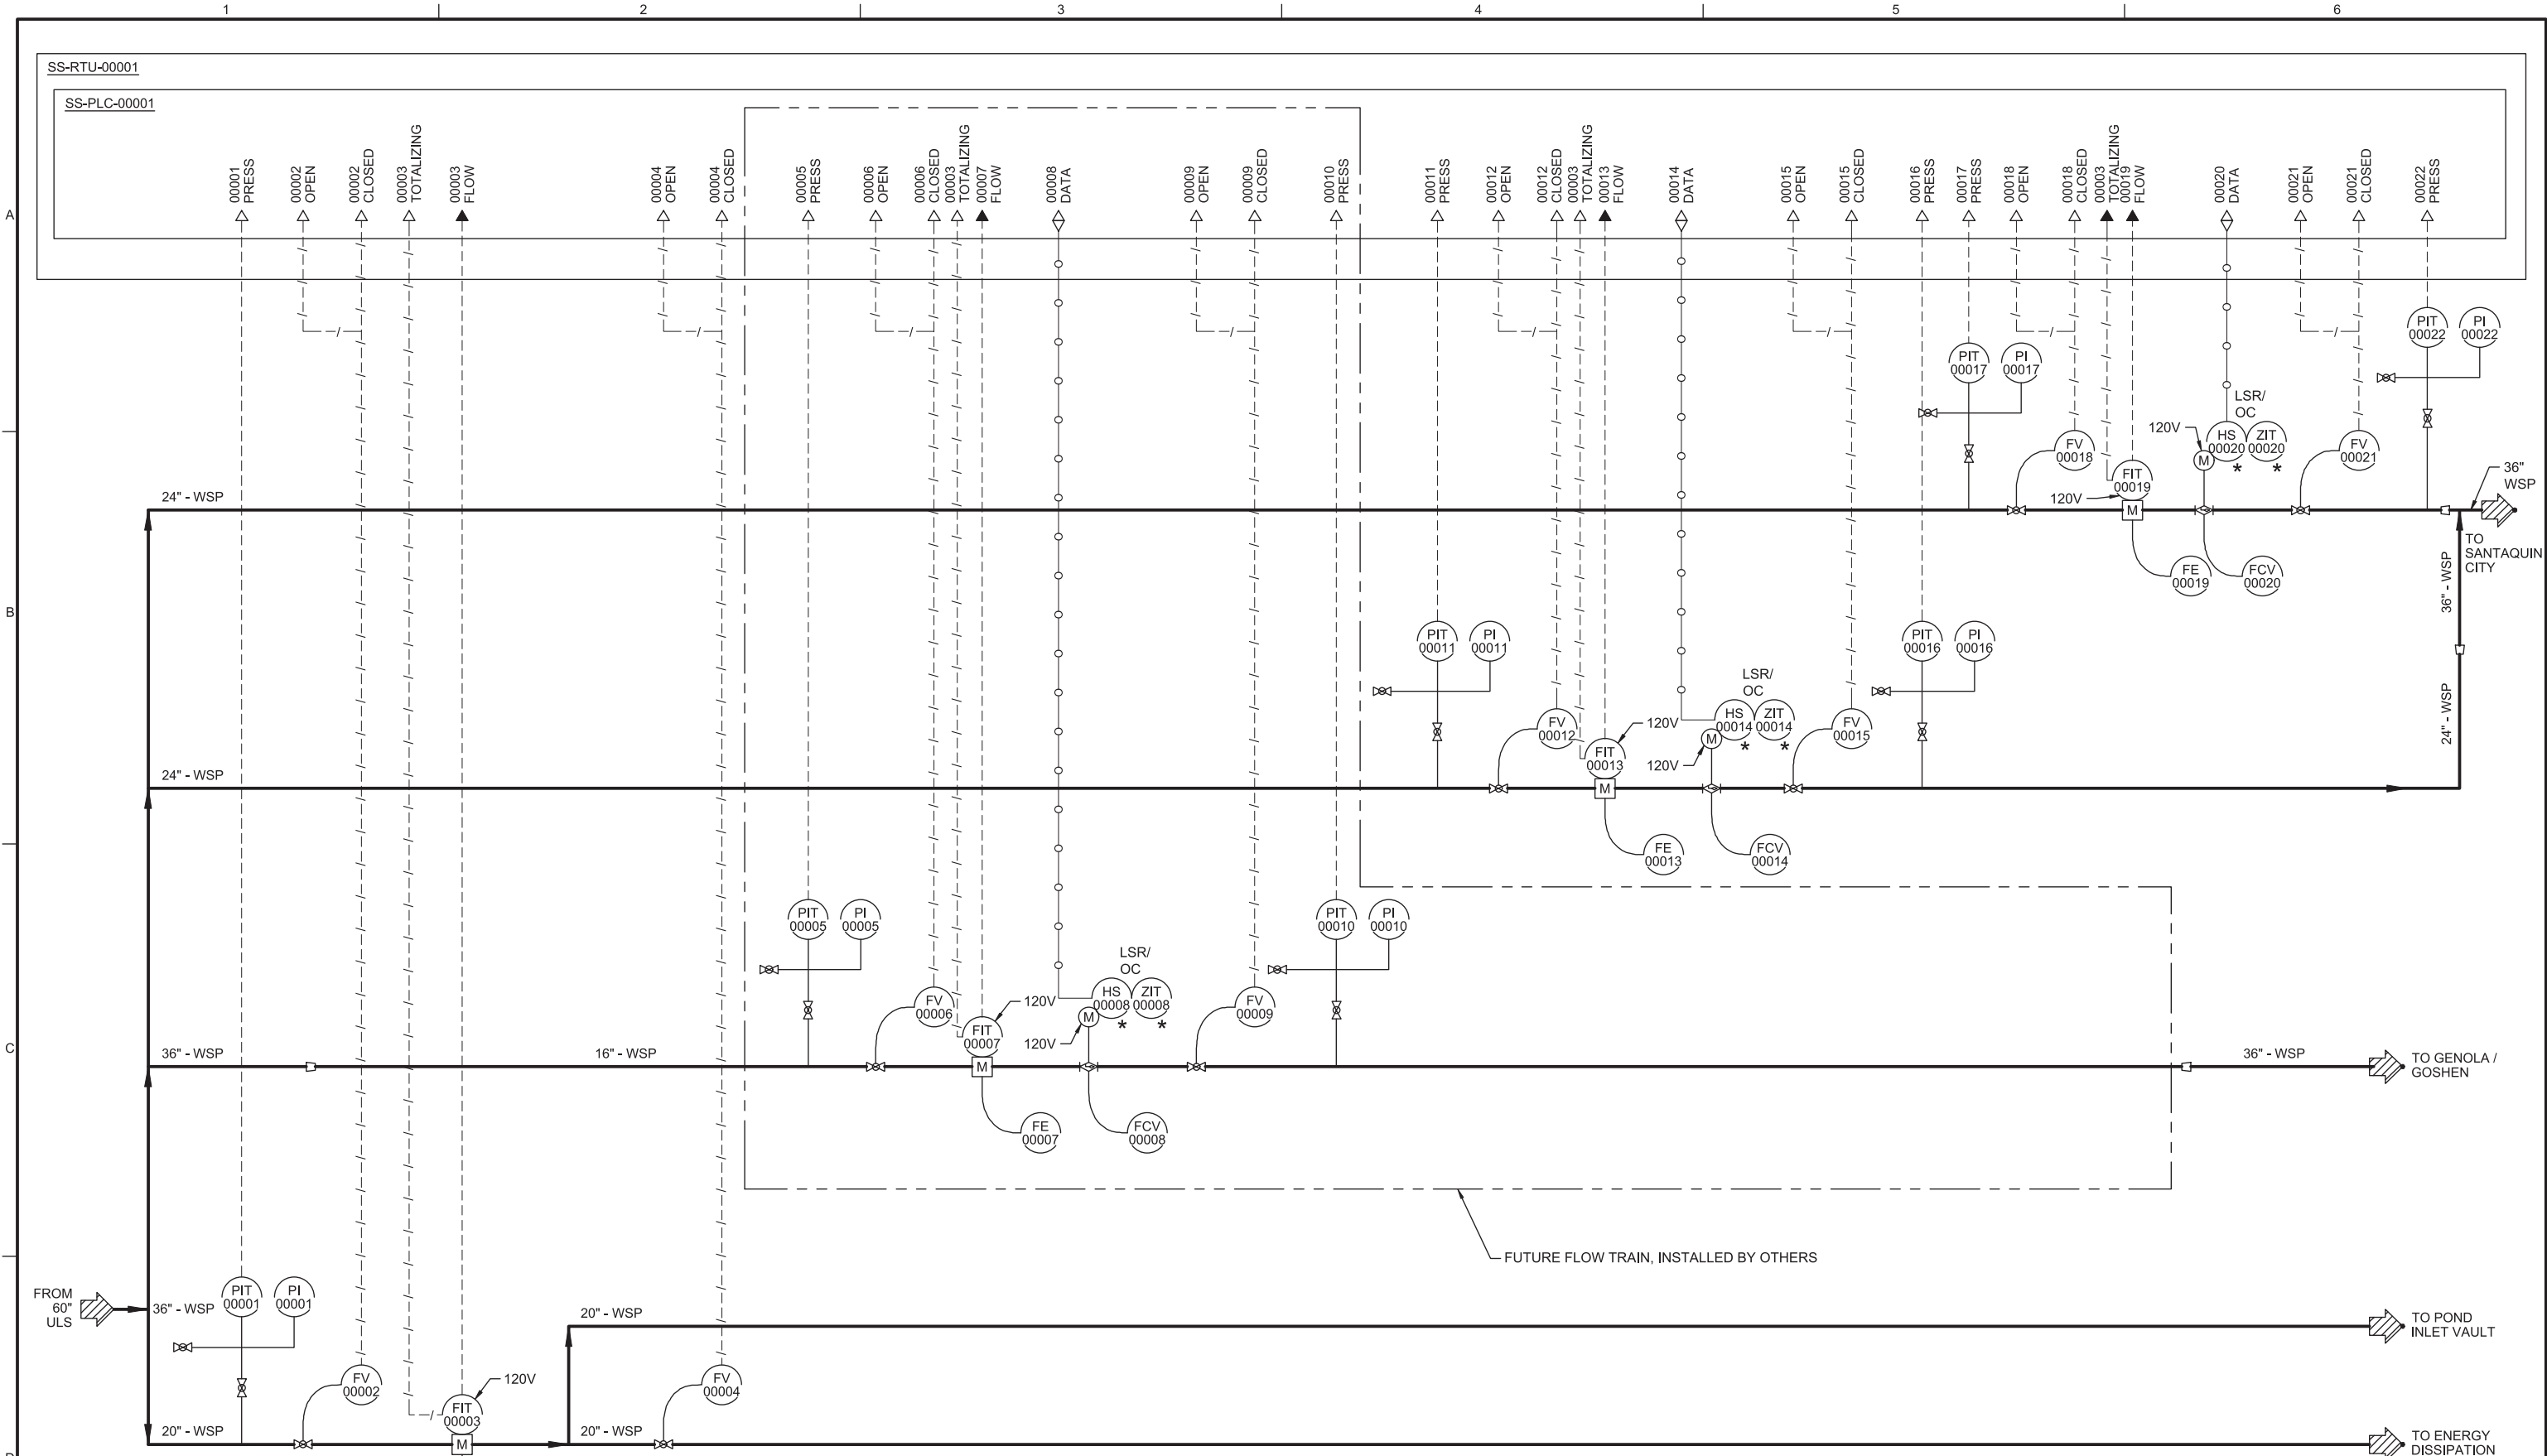 1 2 3 4 5 6
SS-RTU-00001
SS-PLC-00001
00001 PRESS
00002 OPEN
00002 CLOSED
00003 TOTALIZING
00003 FLOW
00004 OPEN
00004 CLOSED
00005 PRESS
00006 OPEN
00006 CLOSED
00003 TOTALIZING
00007 FLOW
00008 DATA
00009 OPEN
00009 CLOSED
00010 PRESS
00011 PRESS
00012 OPEN
00012 CLOSED
00003 TOTALIZING
00013 FLOW
00014 DATA
00015 OPEN
00015 CLOSED
00016 PRESS
00017 PRESS
00018 OPEN
00018 CLOSED
00003 TOTALIZING
00019 FLOW
00020 DATA
00021 OPEN
00021 CLOSED
00022 PRESS
A
PIT
00022
PI
00022
PIT
00017
PI
00017
LSR/
OC
120V
HS
00020
*
ZIT
00020
*
M
FV
00018
FV
00021
FIT
00019
120V
M
36"
WSP
24" - WSP
TO
SANTAQUIN
CITY
FE
00019
FCV
00020
36" - WSP
B
PIT
00011
PI
00011
PIT
00016
PI
00016
LSR/
OC
HS
00014
*
ZIT
00014
*
M
120V
FV
00012
120V
FIT
00013
M
FV
00015
24" - WSP
24" - WSP
FE
00013
FCV
00014
PIT
00005
PI
00005
PIT
00010
PI
00010
LSR/
OC
HS
00008
*
ZIT
00008
*
M
120V
FV
00006
120V
FIT
00007
M
FV
00009
C
36" - WSP
16" - WSP
36" - WSP
TO GENOLA /
GOSHEN
FE
00007
FCV
00008
FUTURE FLOW TRAIN, INSTALLED BY OTHERS
FROM
60"
ULS
36" - WSP
PIT
00001
PI
00001
20" - WSP
TO POND
INLET VAULT
FV
00002
120V
FIT
00003
M
FV
00004
20" - WSP
20" - WSP
TO ENERGY
DISSIPATION